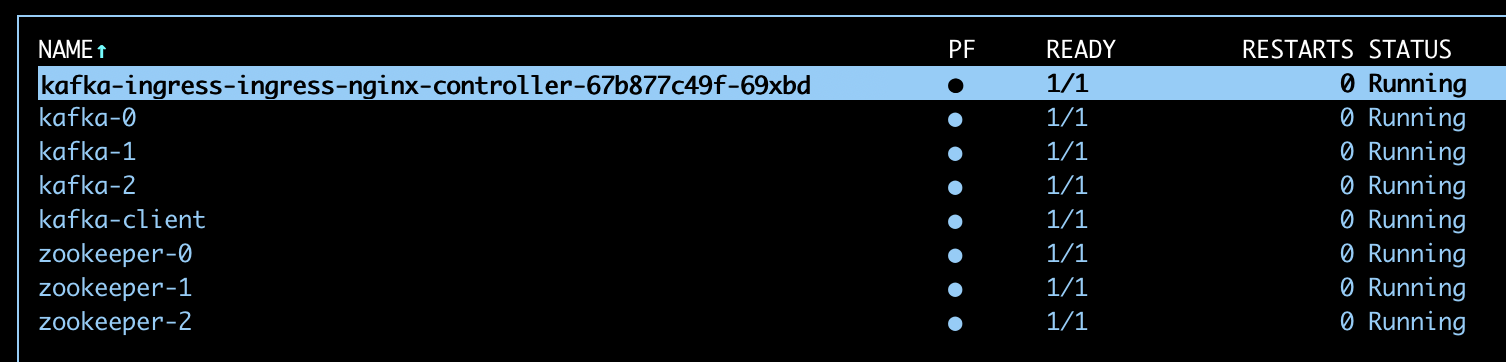 NAME↑ PF READY RESTARTS STATUS
kafka-ingress-ingress-nginx-controller-67b877c49f-69xbd ● 1/1 0 Running
kafka-0 ● 1/1 0 Running
kafka-1 ● 1/1 0 Running
kafka-2 ● 1/1 0 Running
kafka-client ● 1/1 0 Running
zookeeper-0 ● 1/1 0 Running
zookeeper-1 ● 1/1 0 Running
zookeeper-2 ● 1/1 0 Running